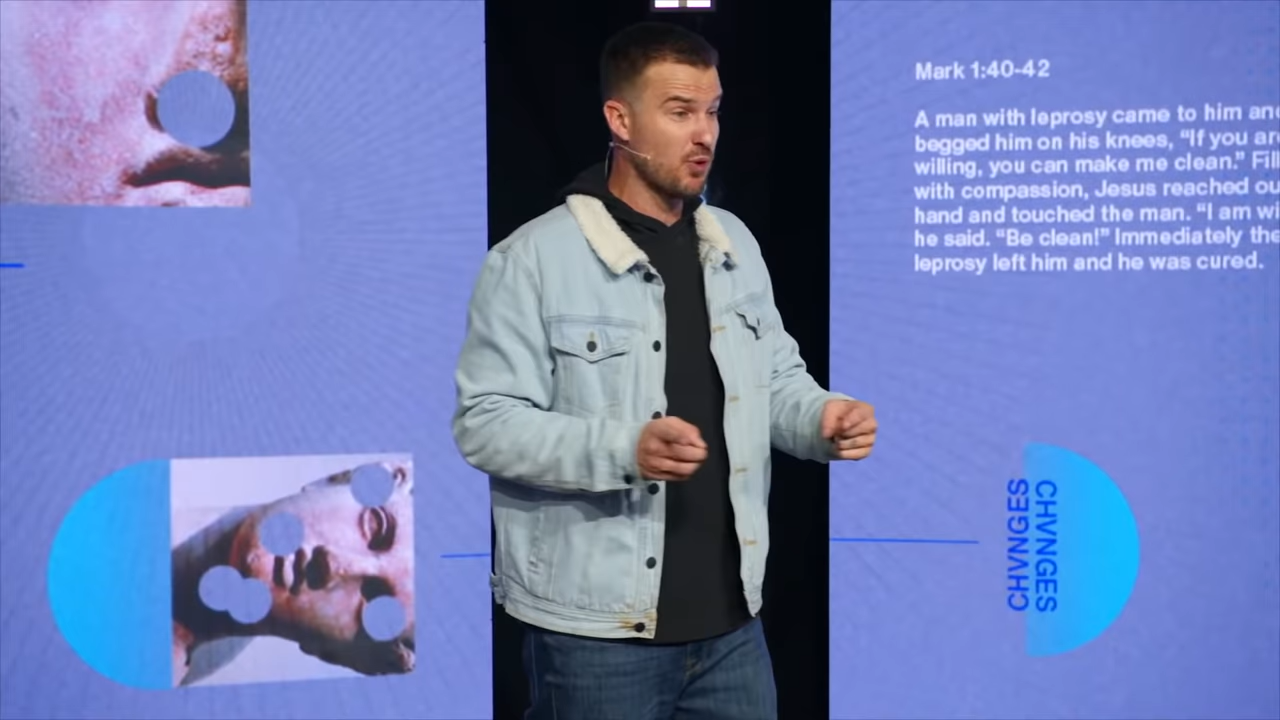 Mark 1:40-42
A man with leprosy came to him and
begged him on his knees, “If you are
willing, you can make me clean.” Fill
with compassion, Jesus reached ou
hand and touched the man. “I am wi
he said. “Be clean!” Immediately the
leprosy left him and he was cured.
CHVNGES
CHVNGES